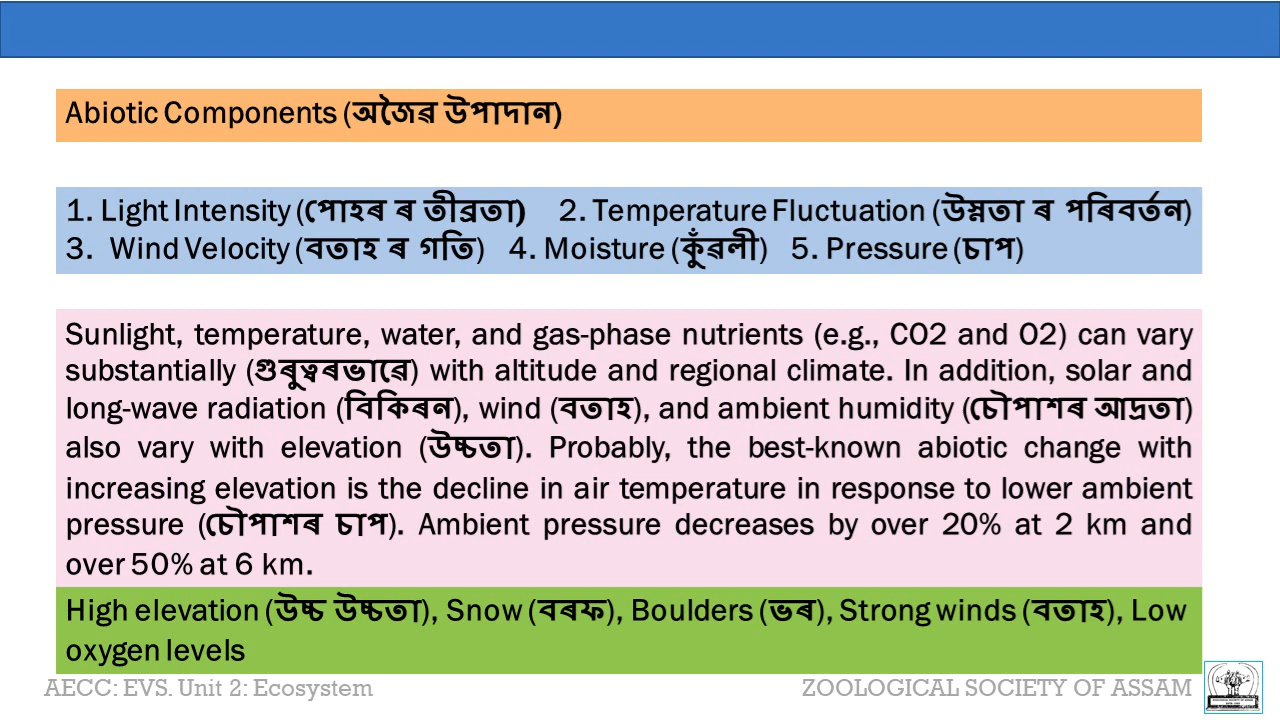 Abiotic Components (অজৈৱ উপাদান)
1. Light Intensity (পোহৰ ৰ তীব্ৰতা) 2. Temperature Fluctuation (উষ্নতা ৰ পৰিবৰ্তন)
3. Wind Velocity (বতাহ ৰ গতি) 4. Moisture (কুঁৱলী) 5. Pressure (চাপ)
Sunlight, temperature, water, and gas-phase nutrients (e.g., CO2 and O2) can vary
substantially (গুৰুত্বৰভাৱে) with altitude and regional climate. In addition, solar and
long-wave radiation (বিকিৰন), wind (বতাহ), and ambient humidity (চৌপাশৰ আদ্ৰতা)
also vary with elevation (উচ্চতা). Probably, the best-known abiotic change with
increasing elevation is the decline in air temperature in response to lower ambient
pressure (চৌপাশৰ চাপ). Ambient pressure decreases by over 20% at 2 km and
over 50% at 6 km.
High elevation (উচ্চ উচ্চতা), Snow (বৰফ), Boulders (ভৰ), Strong winds (বতাহ), Low
oxygen levels
AECC: EVS. Unit 2: Ecosystem ZOOLOGICAL SOCIETY OF ASSAM